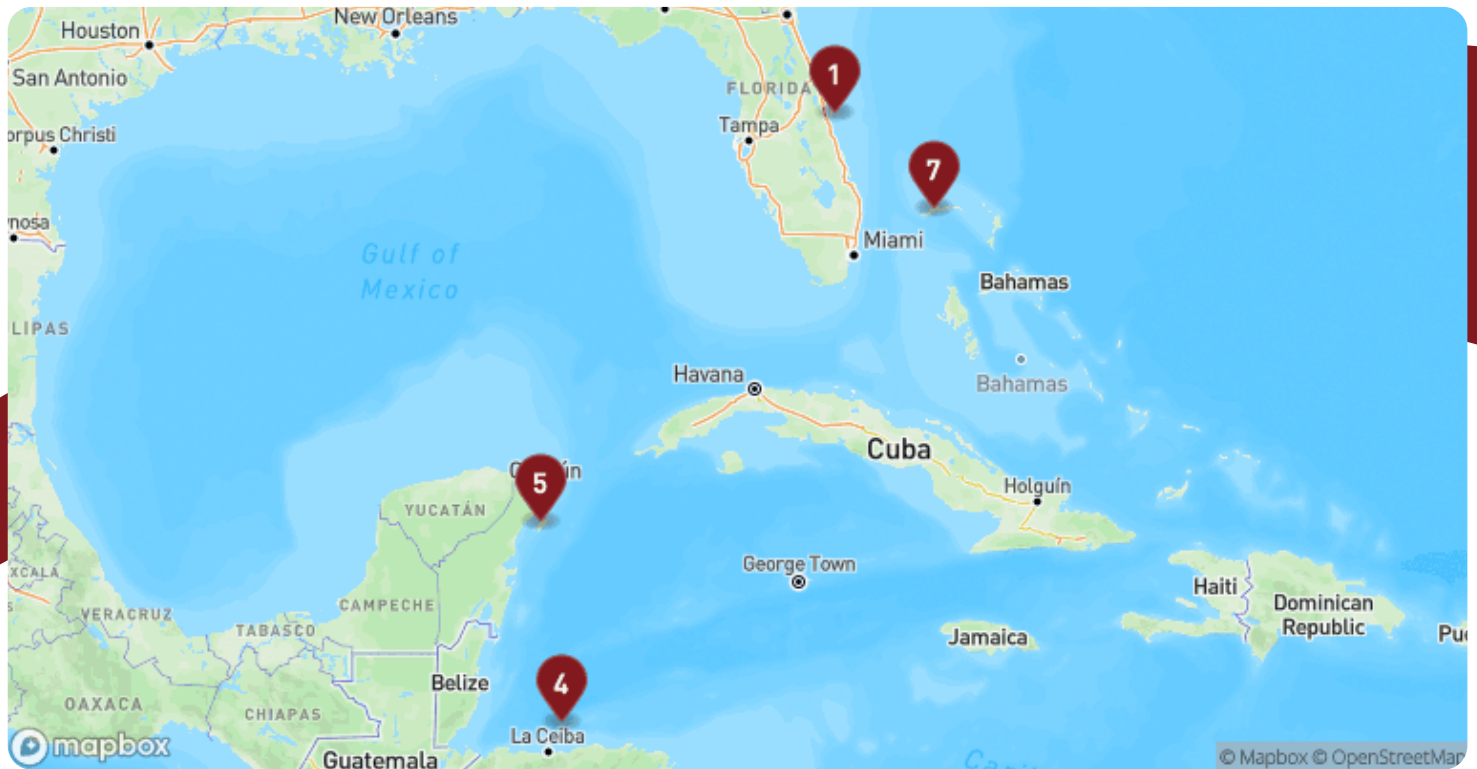 New Orleans
Houston
San Antonio
orpus Christi
nosa
LIPAS
FLORIDA
1
Tampa
7
Miami
Gulf of
Mexico
Bahamas
Bahamas
Havana
Cuba
Holguín
5
YUCATÁN
George Town
XCALA
VERACRUZ
TABASCO
CAMPECHE
Haiti
Dominican
Republic
Jamaica
Belize
4
OAXACA
CHIAPAS
La Ceiba
Guatemala
mapbox
© Mapbox © OpenStreetMap